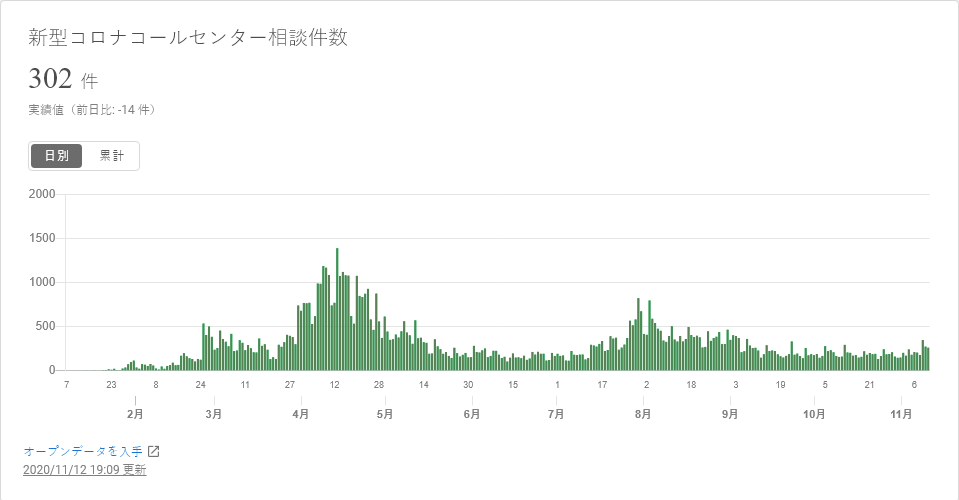 新型コロナコールセンター相談件数
302 件
実績値（前日比: -14 件）
日別 累計
2000
1500
1000
500
0
7 23 8 24 11 27 12 28 14 30 15 1 17 2 18 3 19 5 21 6
2月 3月 4月 5月 6月 7月 8月 9月 10月 11月
オープンデータを入手
2020/11/12 19:09 更新